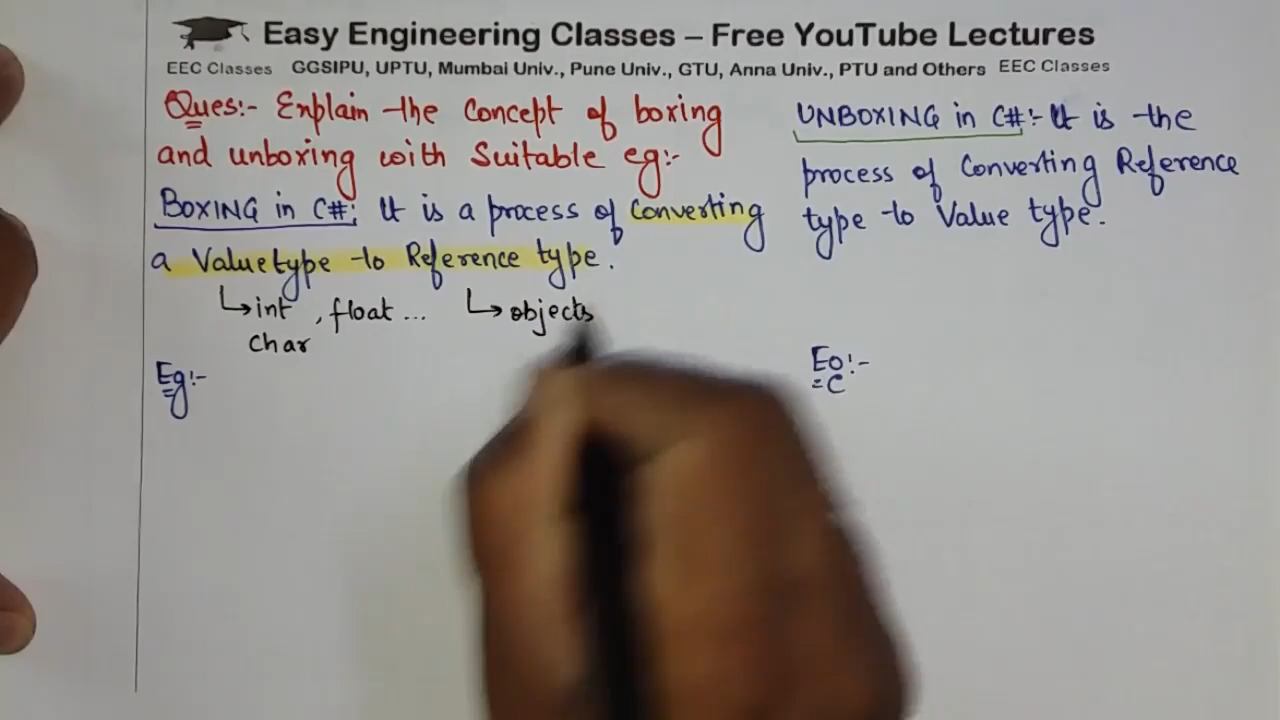 Easy Engineering Classes – Free YouTube Lectures
EEC Classes GGSIPU, UPTU, Mumbai Univ., Pune Univ., GTU, Anna Univ., PTU and Others EEC Classes
Ques:- Explain the Concept of boxing
and unboxing with Suitable eg:-
BOXING in C#: It is a process of Converting
a Valuetype to Reference type.
↳int , float ... ↳objects
Char
Eg:-
UNBOXING in C#:- It is the
process of Converting Reference
type to Value type.